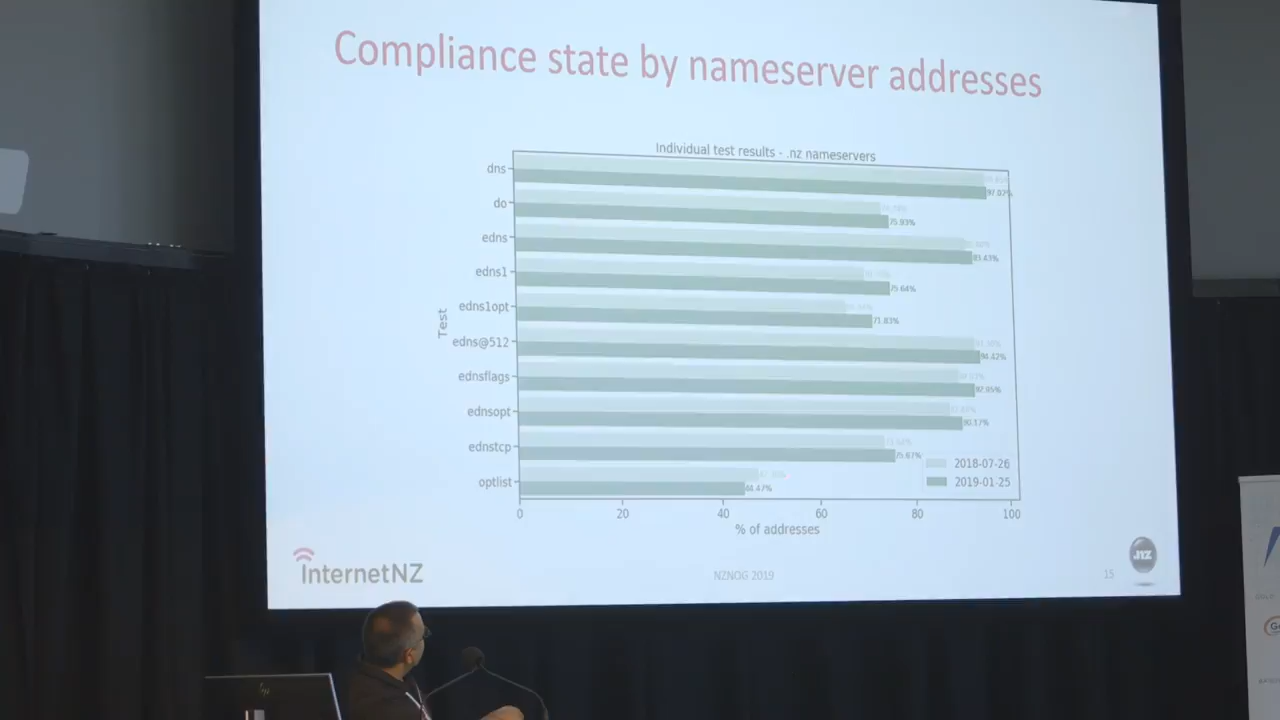 Compliance state by nameserver addresses
Individual test results - .nz nameservers
dns
97.07%
do
75.93%
edns
93.43%
edns1
75.64%
edns1opt
71.83%
edns@512
94.42%
ednsflags
92.95%
ednsopt
90.17%
ednstcp
75.87%
optlist
44.47%
Test
2018-07-26
2019-01-25
0 20 40 60 80 100
% of addresses
InternetNZ
NZNOG 2019
15
.nz
hp